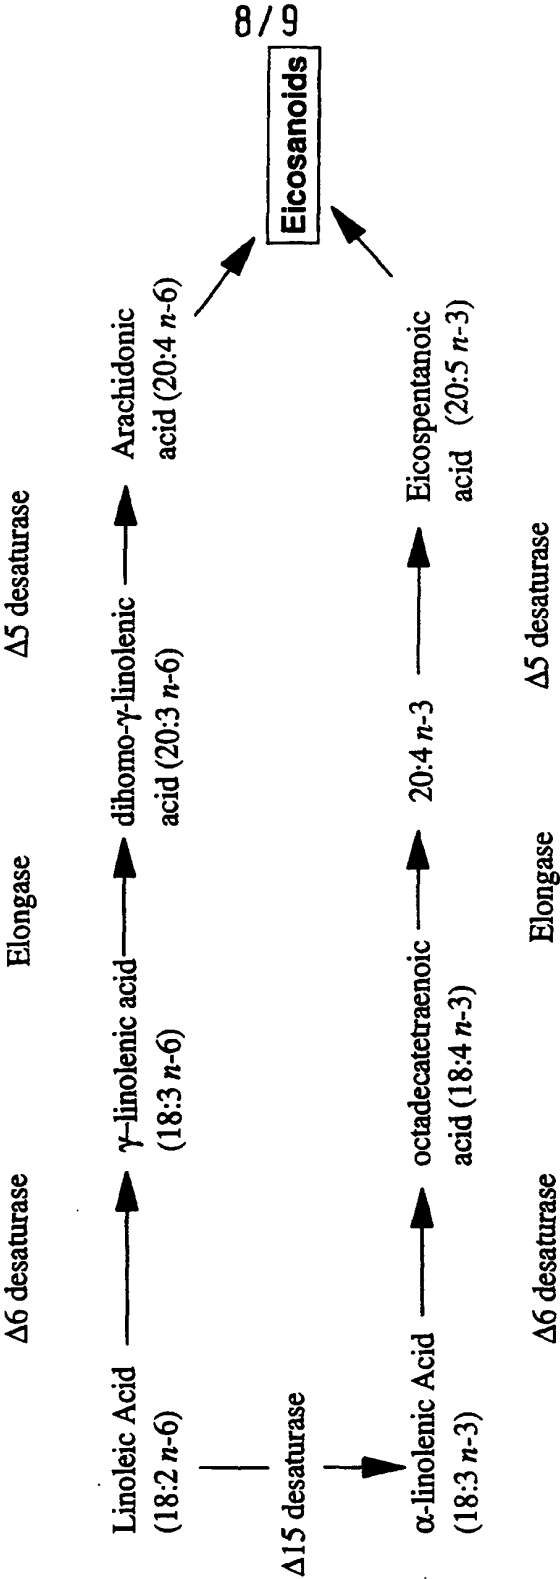 8/9
Δ6 desaturase
Elongase
Δ5 desaturase
Linoleic Acid
(18:2 n-6)
γ-linolenic acid
(18:3 n-6)
dihomo-γ-linolenic
acid (20:3 n-6)
Arachidonic
acid (20:4 n-6)
Δ15 desaturase
Eicosanoids
α-linolenic Acid
(18:3 n-3)
octadecatetraenoic
acid (18:4 n-3)
20:4 n-3
Eicospentanoic
acid (20:5 n-3)
Δ6 desaturase
Elongase
Δ5 desaturase